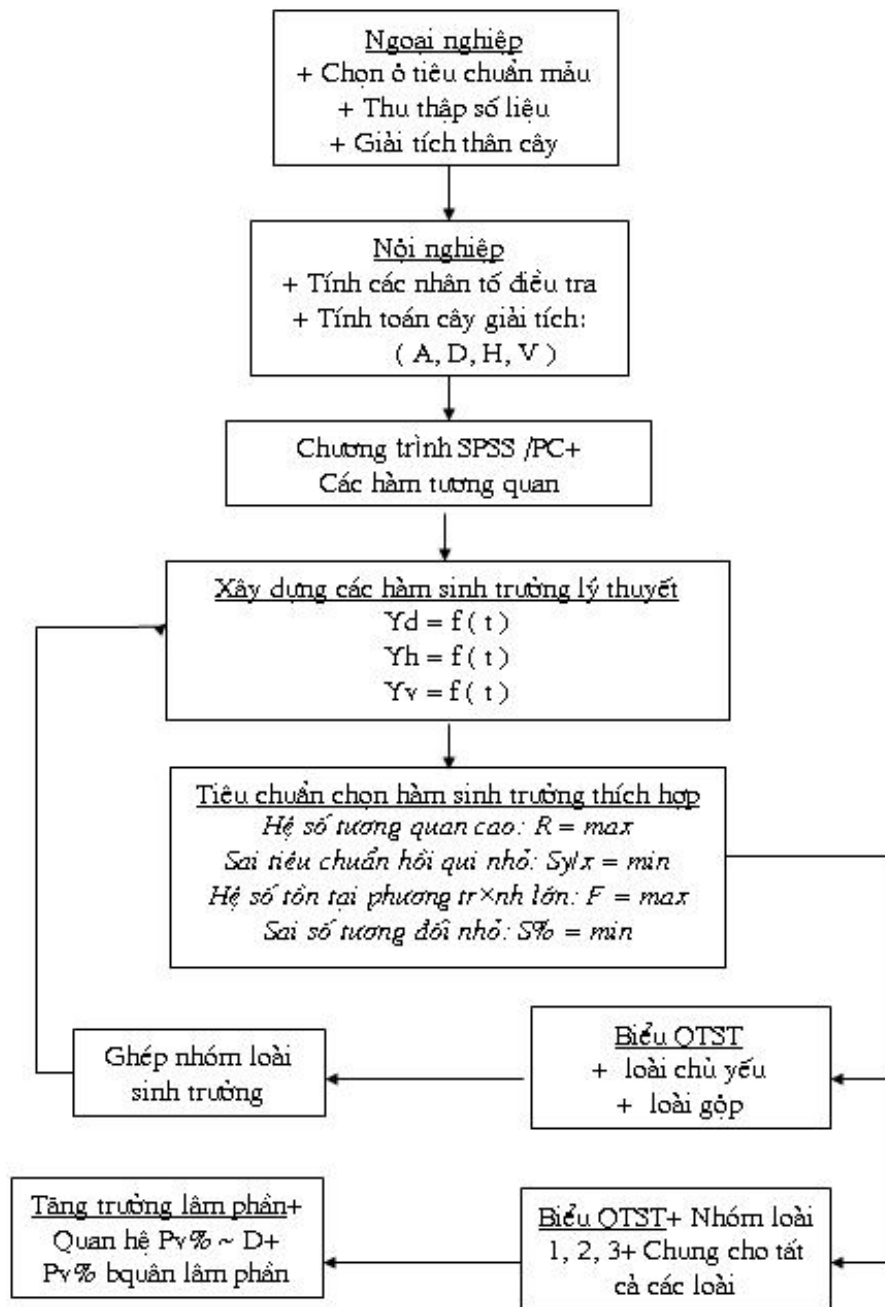 Ngoại nghiệp
+ Chọn ô tiêu chuẩn mẫu
+ Thu thập số liệu
+ Giải tích thân cây
Nội nghiệp
+ Tính các nhân tố điều tra
+ Tính toán cây giải tích:
( A, D, H, V )
Chương trình SPSS /PC+
Các hàm tương quan
Xây dựng các hàm sinh trưởng lý thuyết
Yd = f ( t )
Yh = f ( t )
Yv = f ( t )
Tiêu chuẩn chọn hàm sinh trưởng thích hợp
Hệ số tương quan cao: R = max
Sai tiêu chuẩn hồi qui nhỏ: Sy/x = min
Hệ số tồn tại phương tr×nh lớn: F = max
Sai số tương đối nhỏ: S% = min
Ghép nhóm loài
sinh trưởng
Biểu QTST
+ loài chủ yếu
+ loài gộp
Tăng trưởng lâm phần+
Quan hệ Pv% ~ D+
Pv% bquân lâm phần
Biểu QTST+ Nhóm loài
1, 2, 3+ Chung cho tất
cả các loài